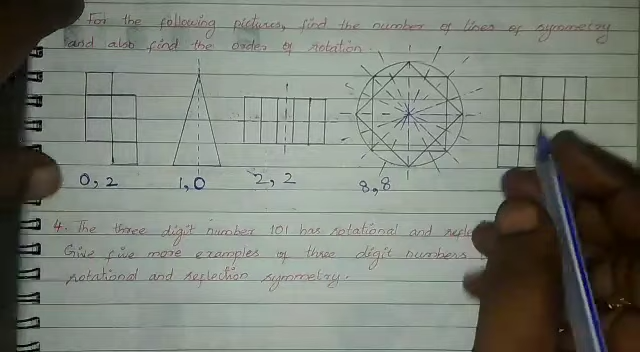 For the following pictures, find the number of lines of symmetry
and also find the order of rotation.
0, 2
1, 0
2, 2
8, 8
4. The three digit number 101 has rotational and
Give five more examples of three digit numbers
rotational and reflection symmetry.